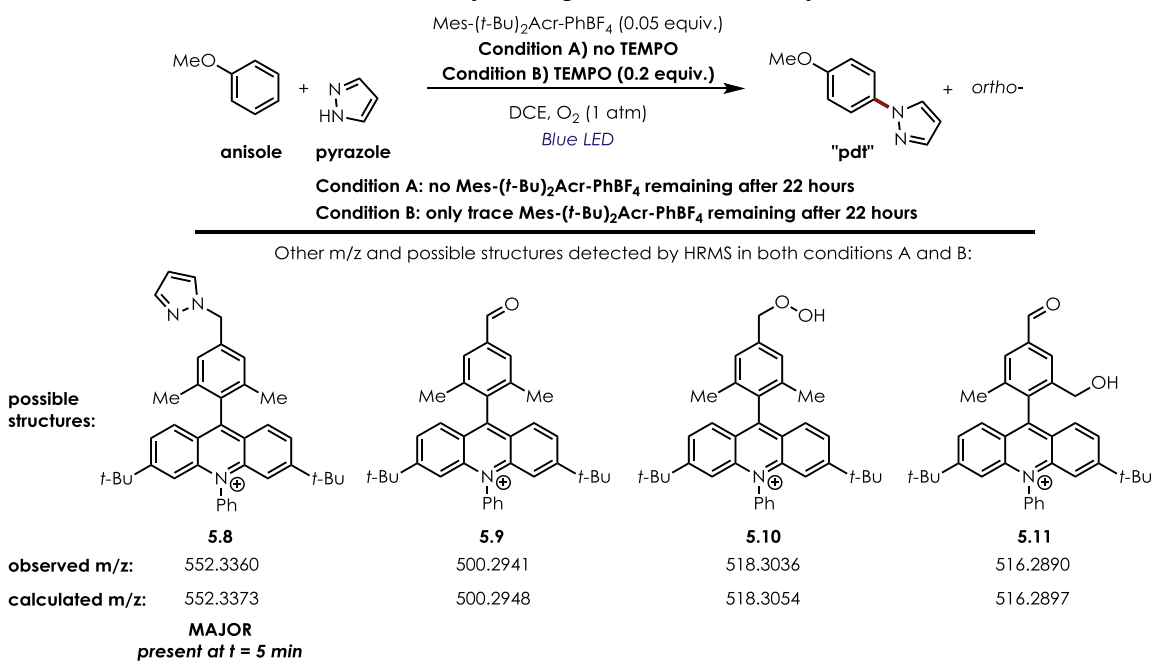 Mes-(t-Bu)₂Acr-PhBF₄ (0.05 equiv.)
Condition A) no TEMPO
Condition B) TEMPO (0.2 equiv.)
DCE, O₂ (1 atm)
Blue LED
MeO
anisole
+
N
HN
pyrazole
MeO
N
N
"pdt"
+ ortho-
Condition A: no Mes-(t-Bu)₂Acr-PhBF₄ remaining after 22 hours
Condition B: only trace Mes-(t-Bu)₂Acr-PhBF₄ remaining after 22 hours
Other m/z and possible structures detected by HRMS in both conditions A and B:
possible
structures:
N
N
Me Me
t-Bu N⊕ t-Bu
Ph
5.8
O
Me Me
t-Bu N⊕ t-Bu
Ph
5.9
O
OH
Me Me
t-Bu N⊕ t-Bu
Ph
5.10
O
Me OH
t-Bu N⊕ t-Bu
Ph
5.11
observed m/z: 552.3360 500.2941 518.3036 516.2890
calculated m/z: 552.3373 500.2948 518.3054 516.2897
MAJOR
present at t = 5 min